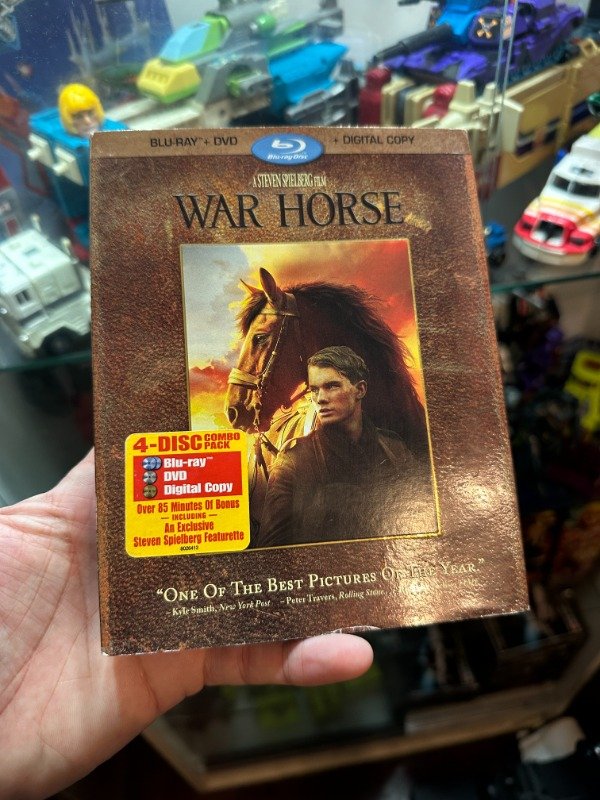 BLU-RAY™ + DVD
Blu-ray Disc
+ DIGITAL COPY
A STEVEN SPIELBERG FILM
WAR HORSE
4-DISC COMBO PACK
Blu-ray™
DVD
Digital Copy
Over 85 Minutes Of Bonus
— INCLUDING —
An Exclusive
Steven Spielberg Featurette
“ONE OF THE BEST PICTURES OF THE YEAR.”
- Kyle Smith, New York Post - Peter Travers, Rolling Stone,